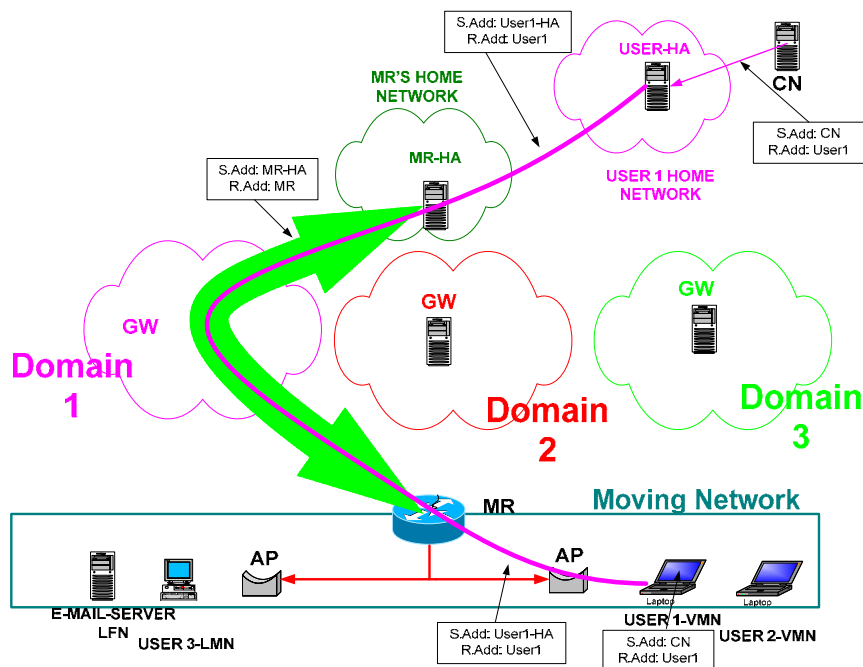 S.Add: User1-HA
R.Add: User1
USER-HA
CN
MR'S HOME
NETWORK
S.Add: CN
R.Add: User1
MR-HA
S.Add: MR-HA
R.Add: MR
USER 1 HOME
NETWORK
GW
GW
GW
Domain
1
Domain
2
Domain
3
MR
Moving Network
AP
AP
E-MAIL-SERVER
LFN
USER 3-LMN
Laptop
USER 1-VMN
Laptop
USER 2-VMN
S.Add: User1-HA
R.Add: User1
S.Add: CN
R.Add: User1